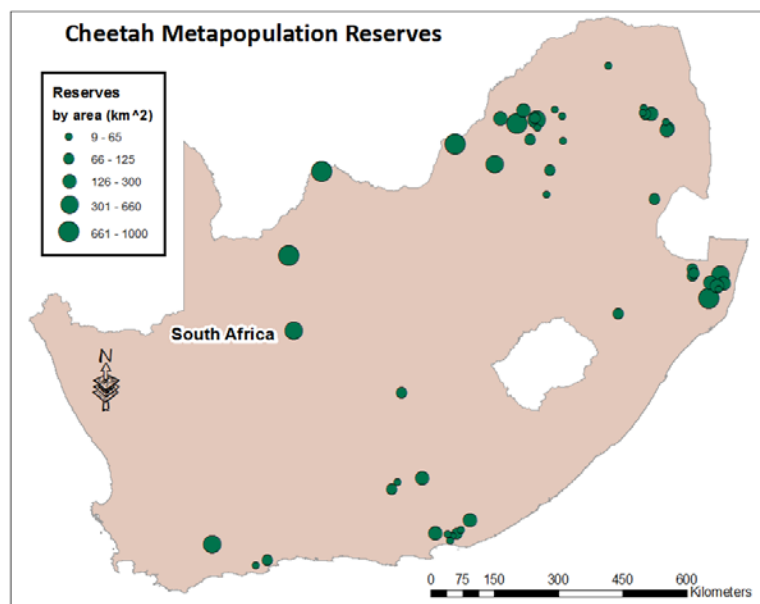 Cheetah Metapopulation Reserves
Reserves
by area (km^2)
9 - 65
66 - 125
126 - 300
301 - 660
661 - 1000
South Africa
N
0 75 150 300 450 600
Kilometers